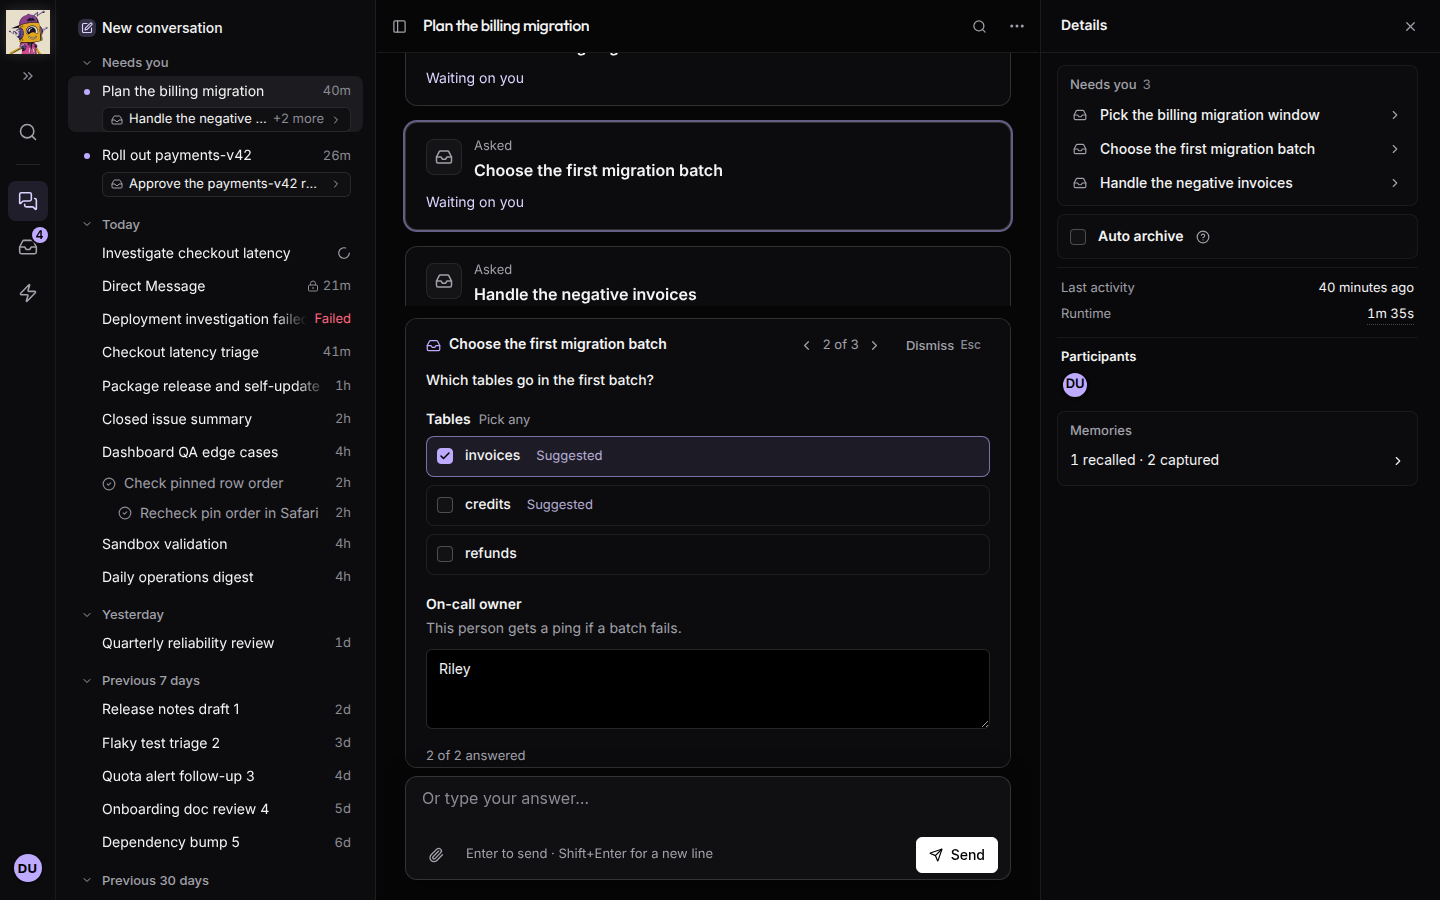 New conversation
Needs you
Plan the billing migration 40m
Handle the negative ... +2 more
Roll out payments-v42 26m
Approve the payments-v42 r...
Today
Investigate checkout latency
Direct Message 21m
Deployment investigation failed Failed
Checkout latency triage 41m
Package release and self-update 1h
Closed issue summary 2h
Dashboard QA edge cases 4h
Check pinned row order 2h
Recheck pin order in Safari 2h
Sandbox validation 4h
Daily operations digest 4h
Yesterday
Quarterly reliability review 1d
Previous 7 days
Release notes draft 1 2d
Flaky test triage 2 3d
Quota alert follow-up 3 4d
Onboarding doc review 4 5d
Dependency bump 5 6d
Previous 30 days
4
DU
Plan the billing migration
Waiting on you
Asked
Choose the first migration batch
Waiting on you
Asked
Handle the negative invoices
Choose the first migration batch 2 of 3 Dismiss Esc
Which tables go in the first batch?
Tables Pick any
invoices Suggested
credits Suggested
refunds
On-call owner
This person gets a ping if a batch fails.
Riley
2 of 2 answered
Or type your answer...
Enter to send · Shift+Enter for a new line
Send
Details
Needs you 3
Pick the billing migration window
Choose the first migration batch
Handle the negative invoices
Auto archive
Last activity 40 minutes ago
Runtime 1m 35s
Participants
DU
Memories
1 recalled · 2 captured